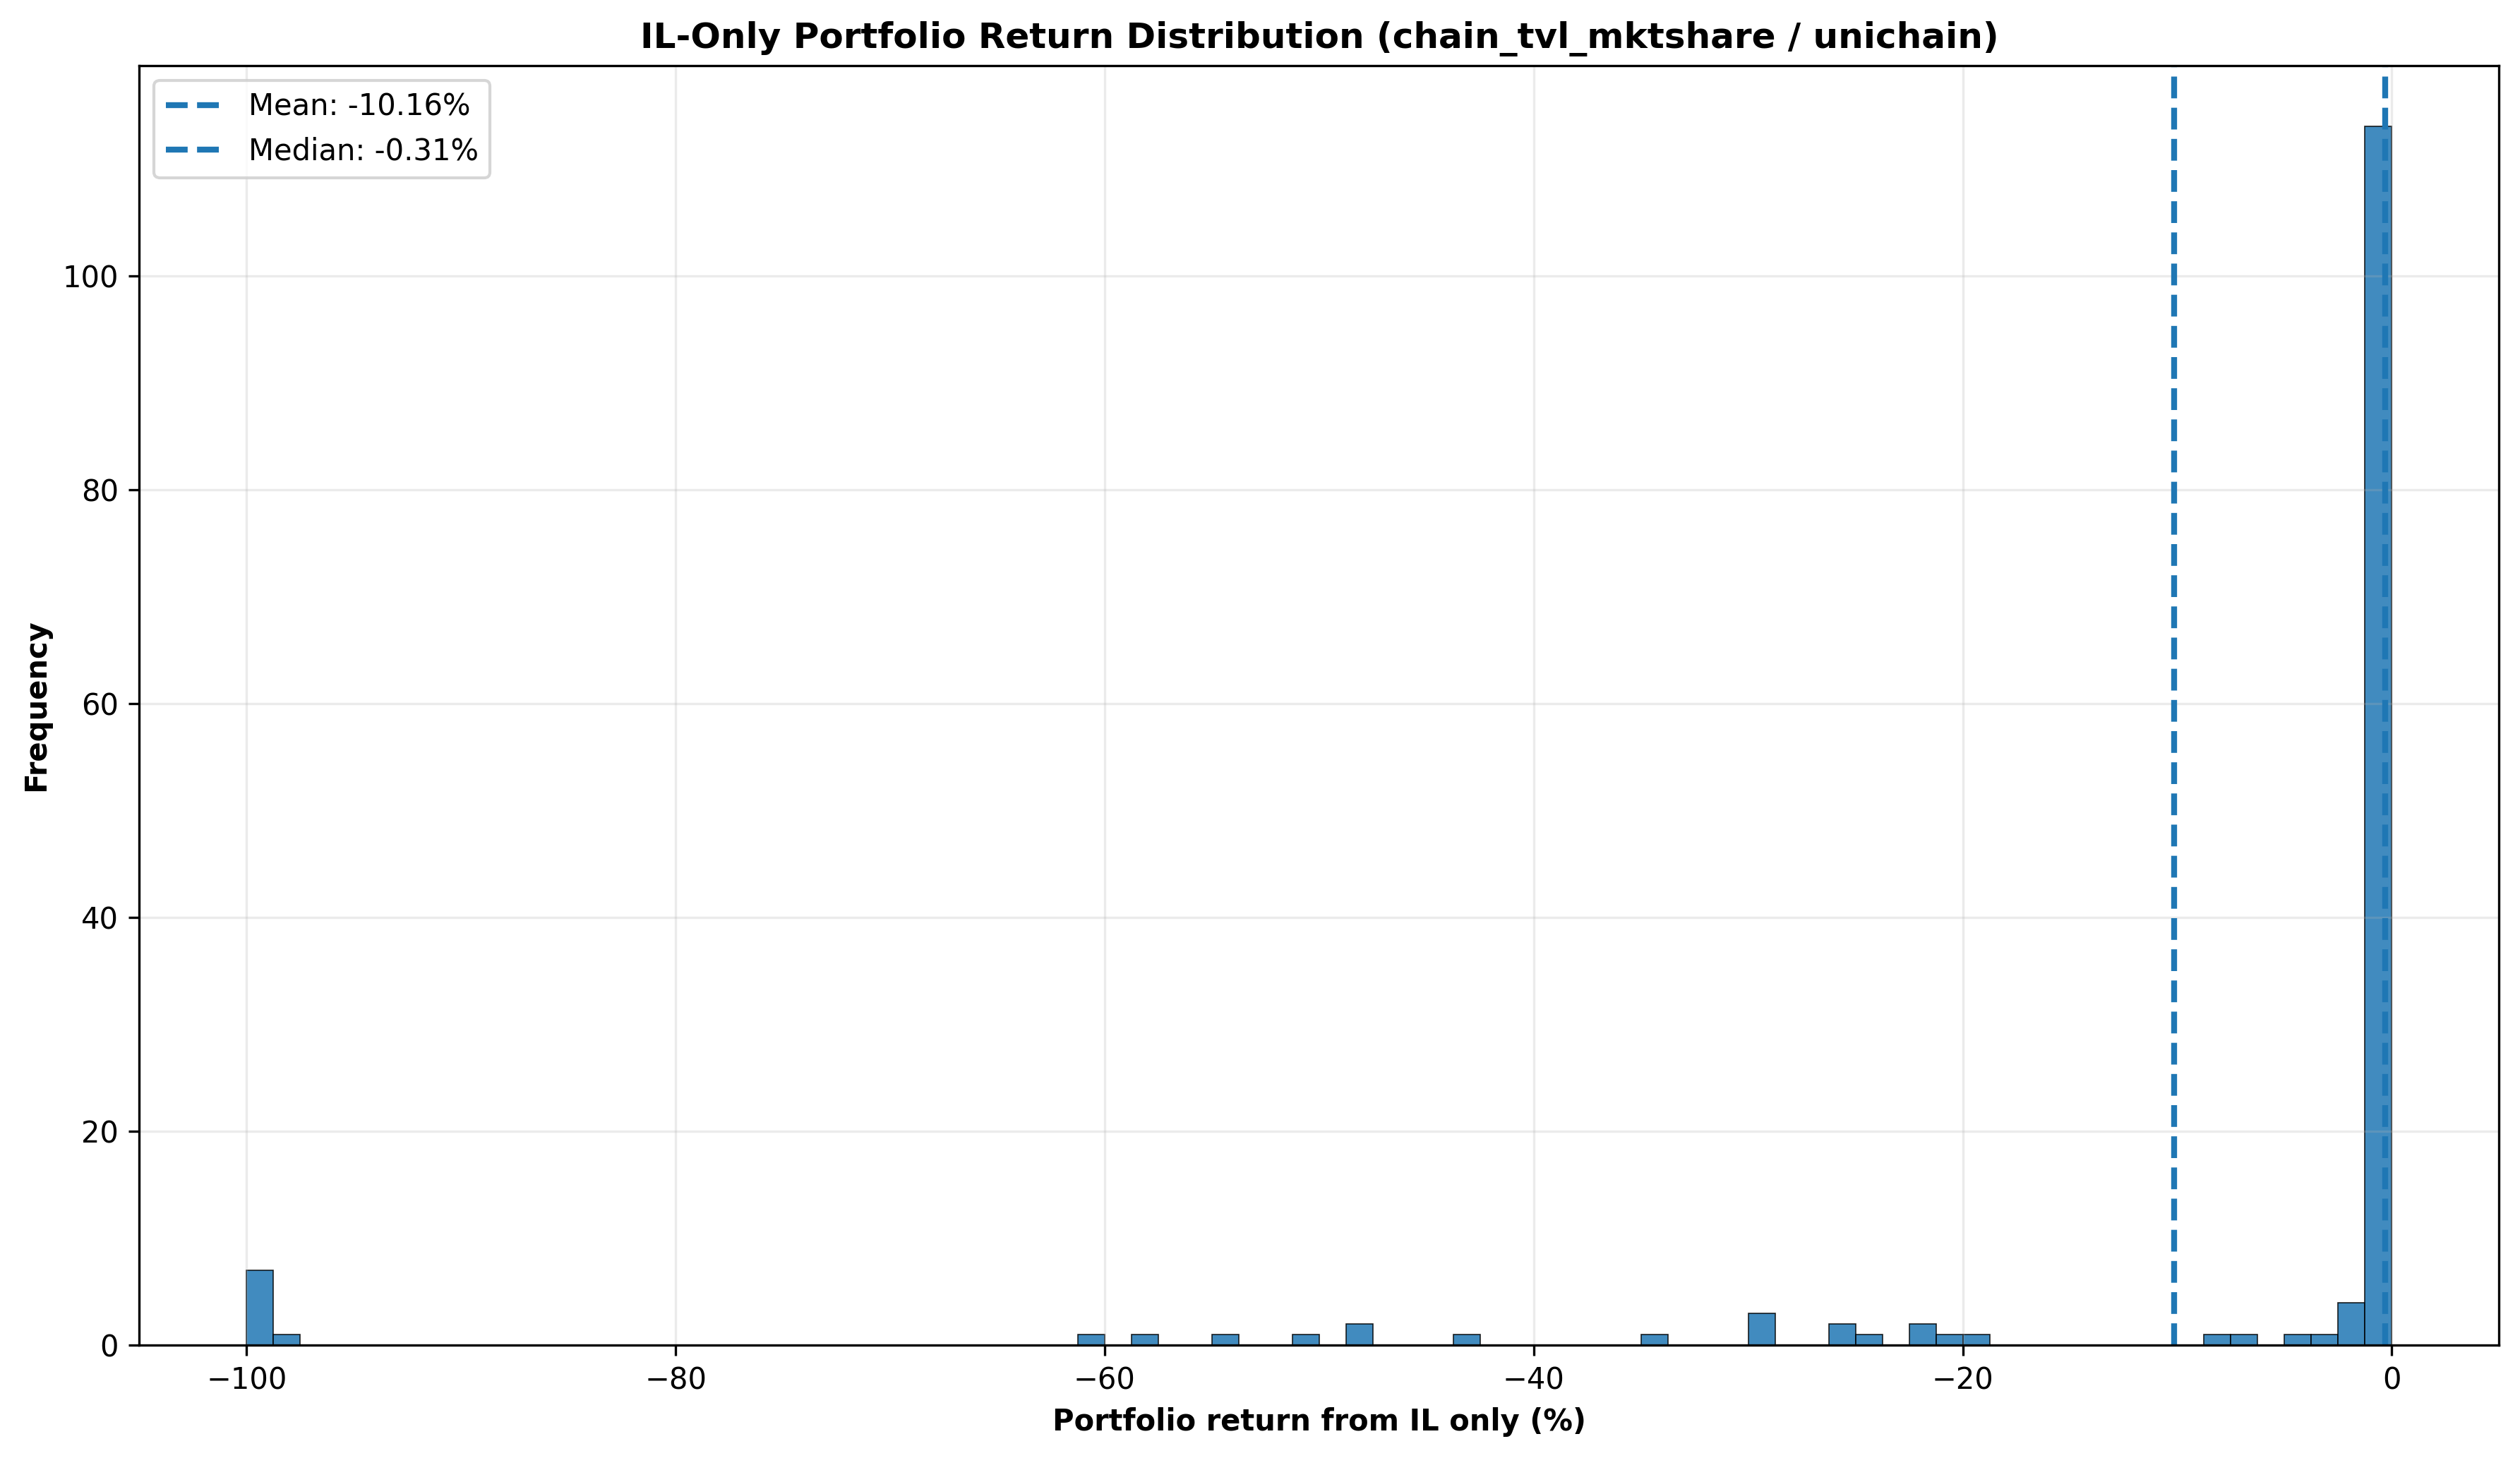 IL-Only Portfolio Return Distribution (chain_tvl_mktshare / unichain)
Mean: -10.16%
Median: -0.31%
Frequency
100
80
60
40
20
0
−100
−80
−60
−40
−20
0
Portfolio return from IL only (%)